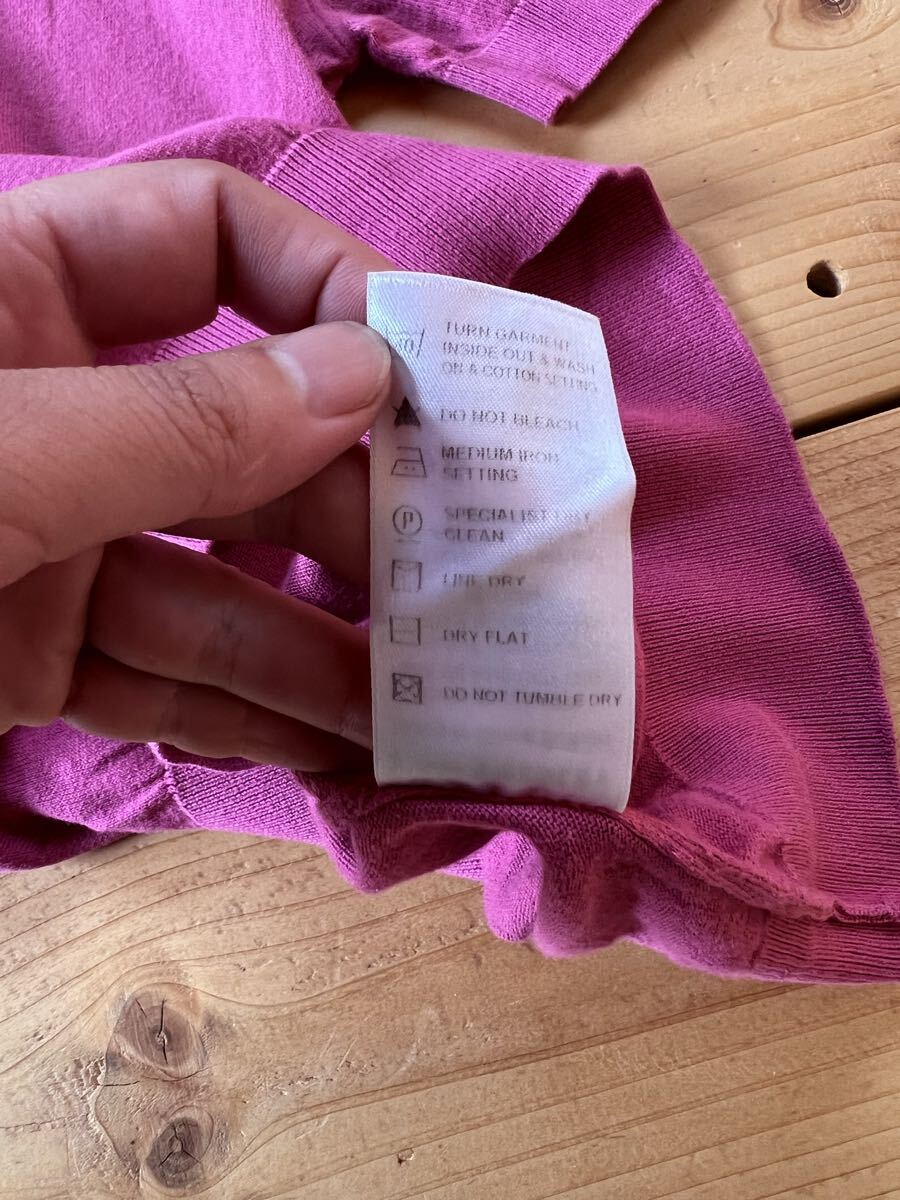 TURN GARMENT
INSIDE OUT & WASH
ON A COTTON SETTING
DO NOT BLEACH
MEDIUM IRON
SETTING
P
SPECIALIST DRY
CLEAN
LINE DRY
DRY FLAT
DO NOT TUMBLE DRY